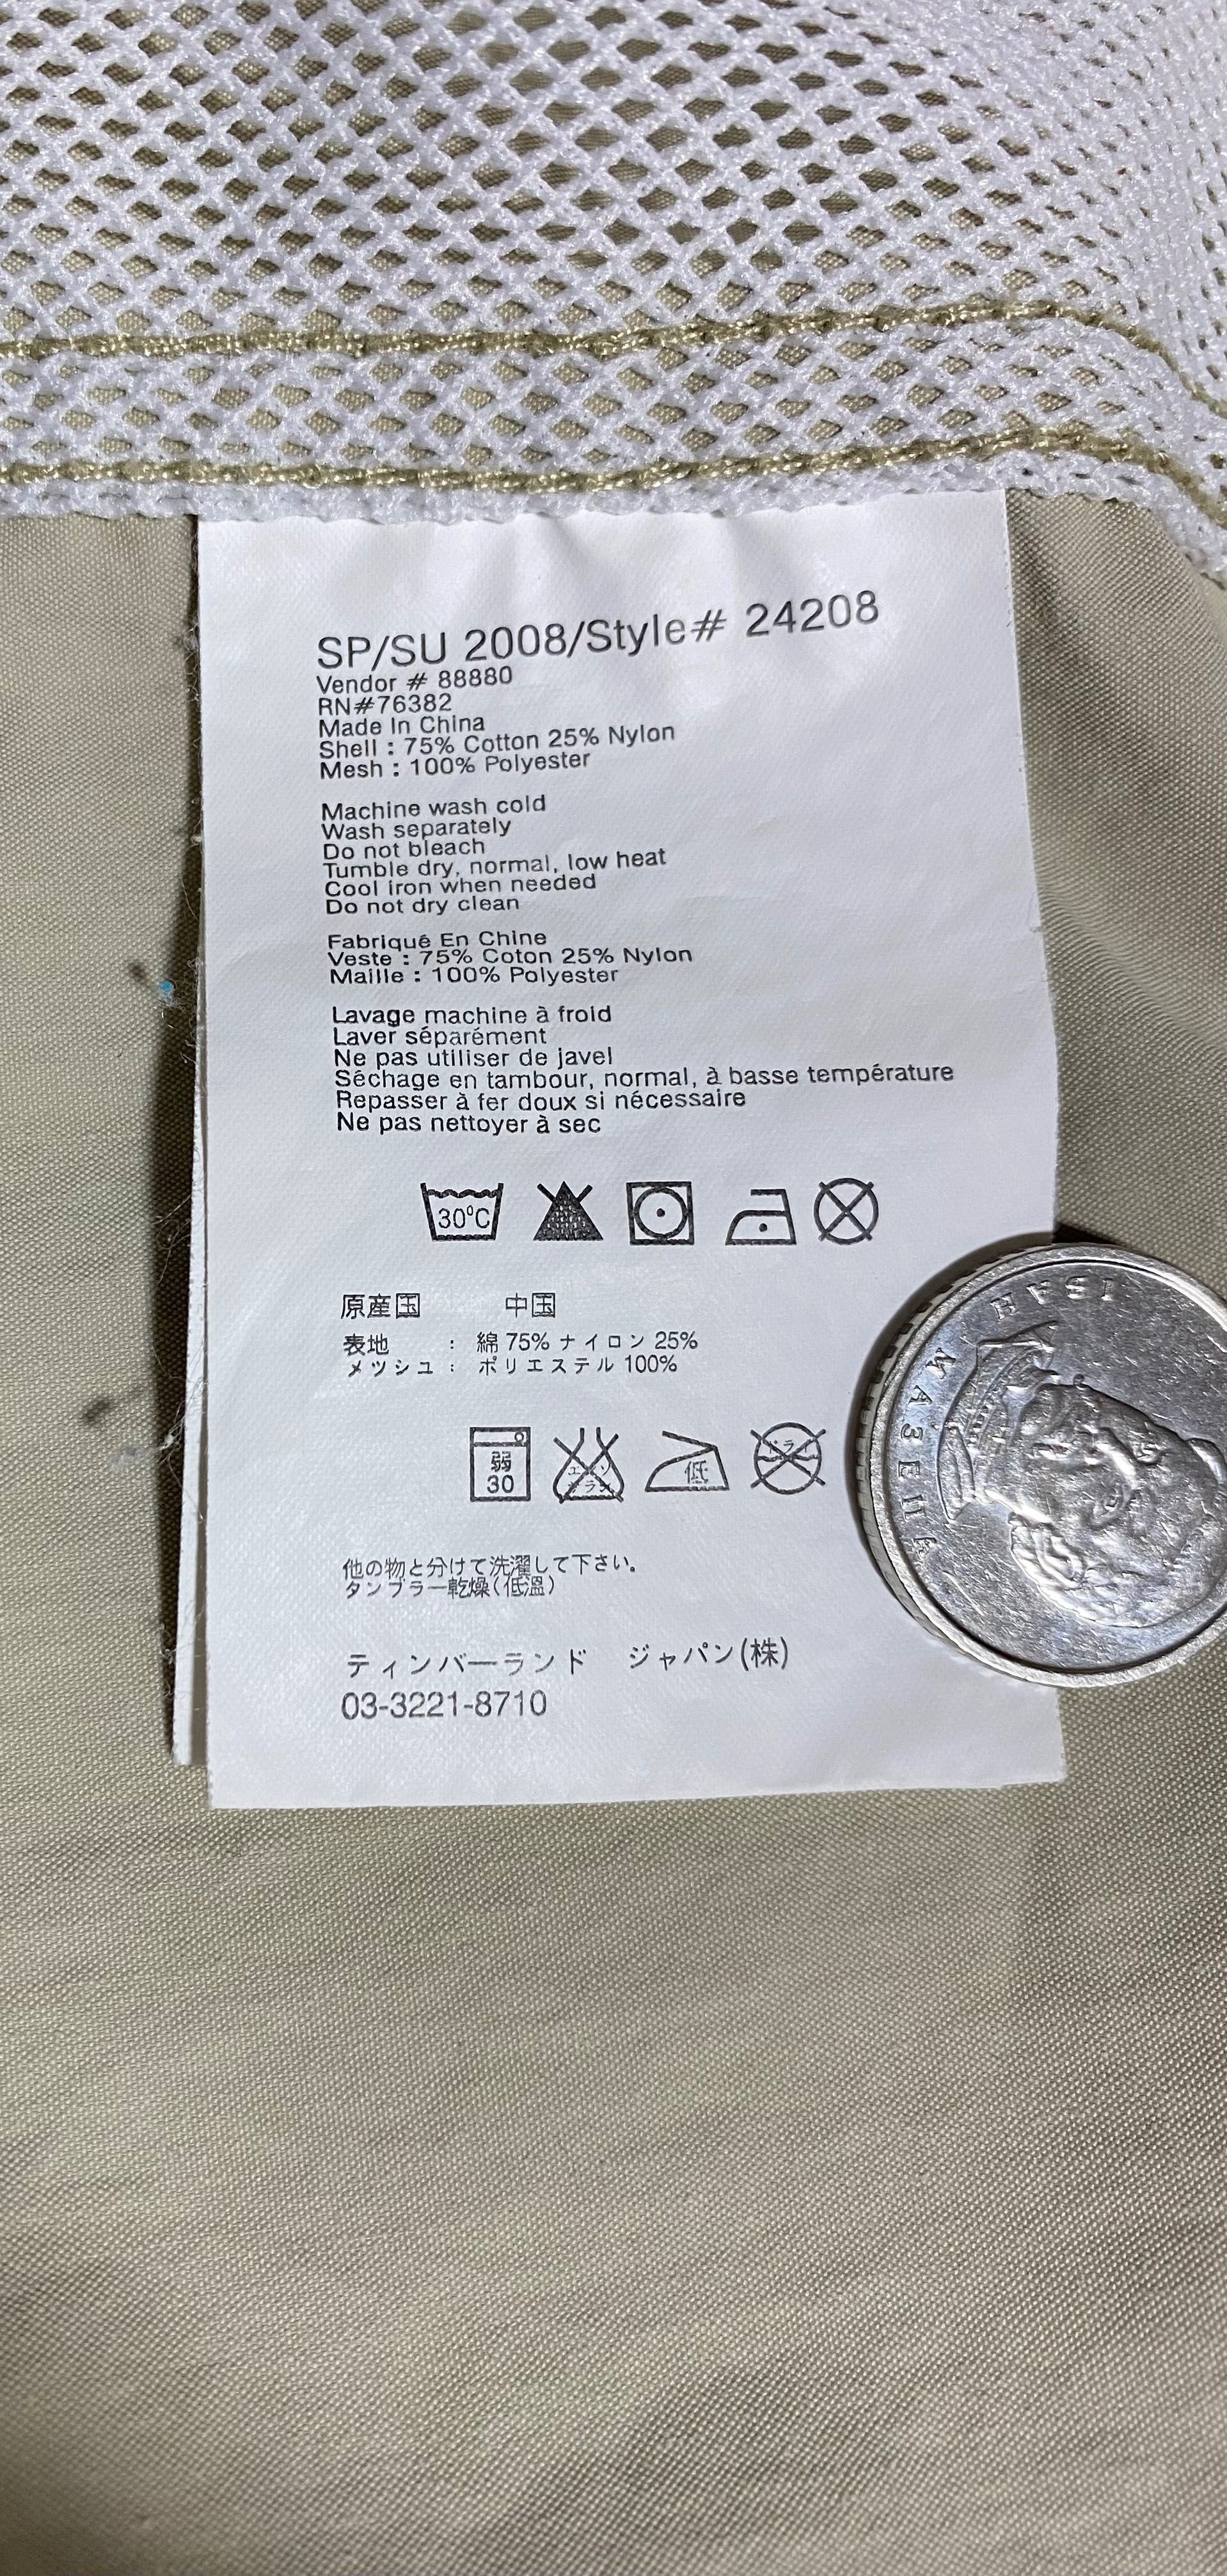 SP/SU 2008/Style# 24208
Vendor # 88880
RN#76382
Made In China
Shell : 75% Cotton 25% Nylon
Mesh : 100% Polyester
Machine wash cold
Wash separately
Do not bleach
Tumble dry, normal, low heat
Cool iron when needed
Do not dry clean
Fabriqué En Chine
Veste : 75% Coton 25% Nylon
Maille : 100% Polyester
Lavage machine à froid
Laver séparément
Ne pas utiliser de javel
Séchage en tambour, normal, à basse température
Repasser à fer doux si nécessaire
Ne pas nettoyer à sec
30°C
原産国 中国
表地 : 綿 75% ナイロン 25%
メッシュ : ポリエステル 100%
弱
30
低
他の物と分けて洗濯して下さい。
タンブラー乾燥(低温)
ティンバーランド ジャパン(株)
03-3221-8710
ІВАН
МАЗЕПА